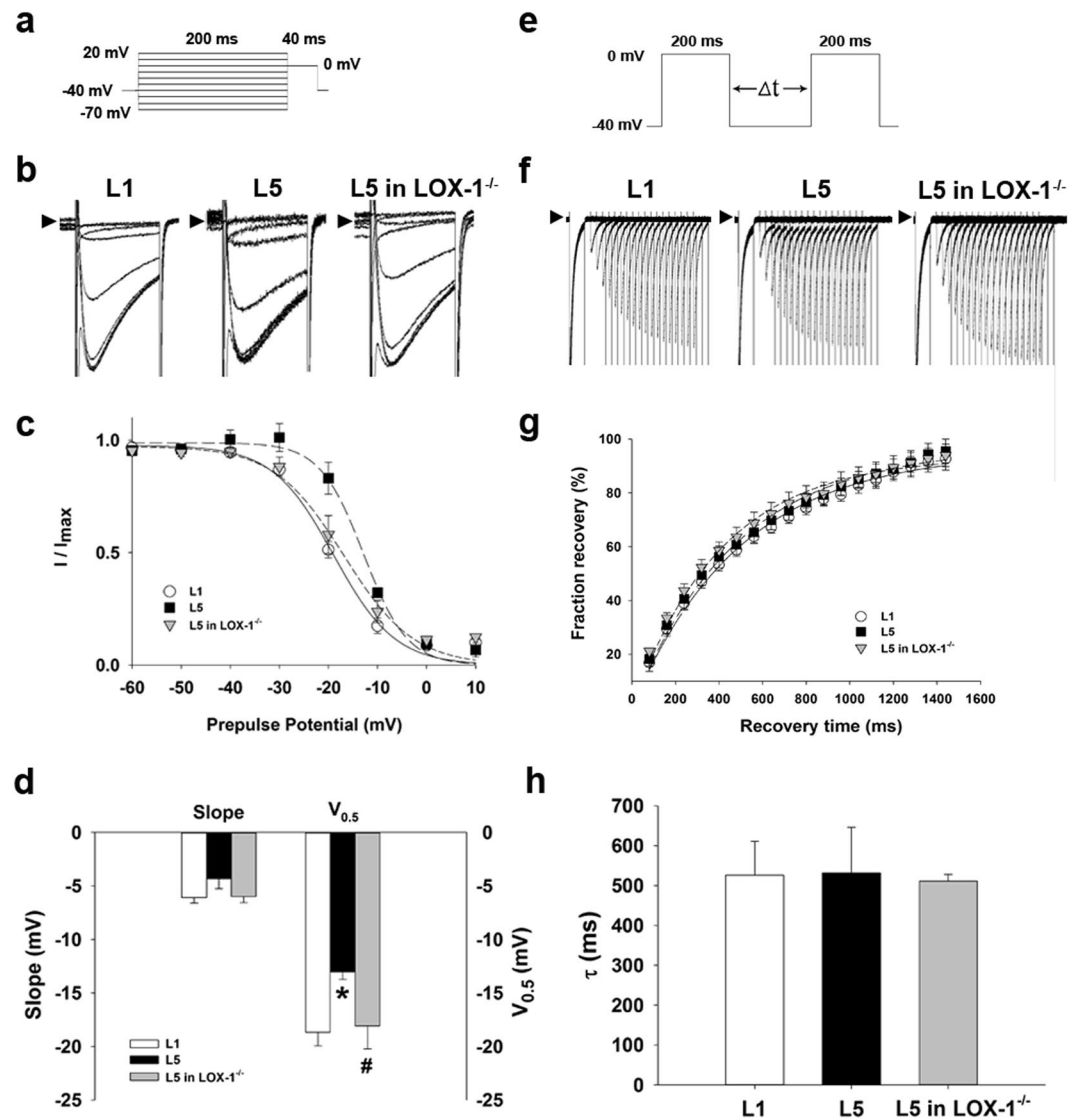 a
200 ms 40 ms
20 mV
0 mV
-40 mV
-70 mV
e
200 ms 200 ms
0 mV
Δt
-40 mV
b
L1 L5 L5 in LOX-1-/-
f
L1 L5 L5 in LOX-1-/-
c
I / Imax
1.0
0.5
0.0
L1
L5
L5 in LOX-1-/-
-60 -50 -40 -30 -20 -10 0 10
Prepulse Potential (mV)
g
Fraction recovery (%)
100
80
60
40
20
L1
L5
L5 in LOX-1-/-
0 200 400 600 800 1000 1200 1400 1600
Recovery time (ms)
d
Slope V0.5
Slope (mV)
0
-5
-10
-15
-20
-25
V0.5 (mV)
0
-5
-10
-15
-20
-25
*
#
L1
L5
L5 in LOX-1-/-
h
τ (ms)
700
600
500
400
300
200
100
0
L1 L5 L5 in LOX-1-/-